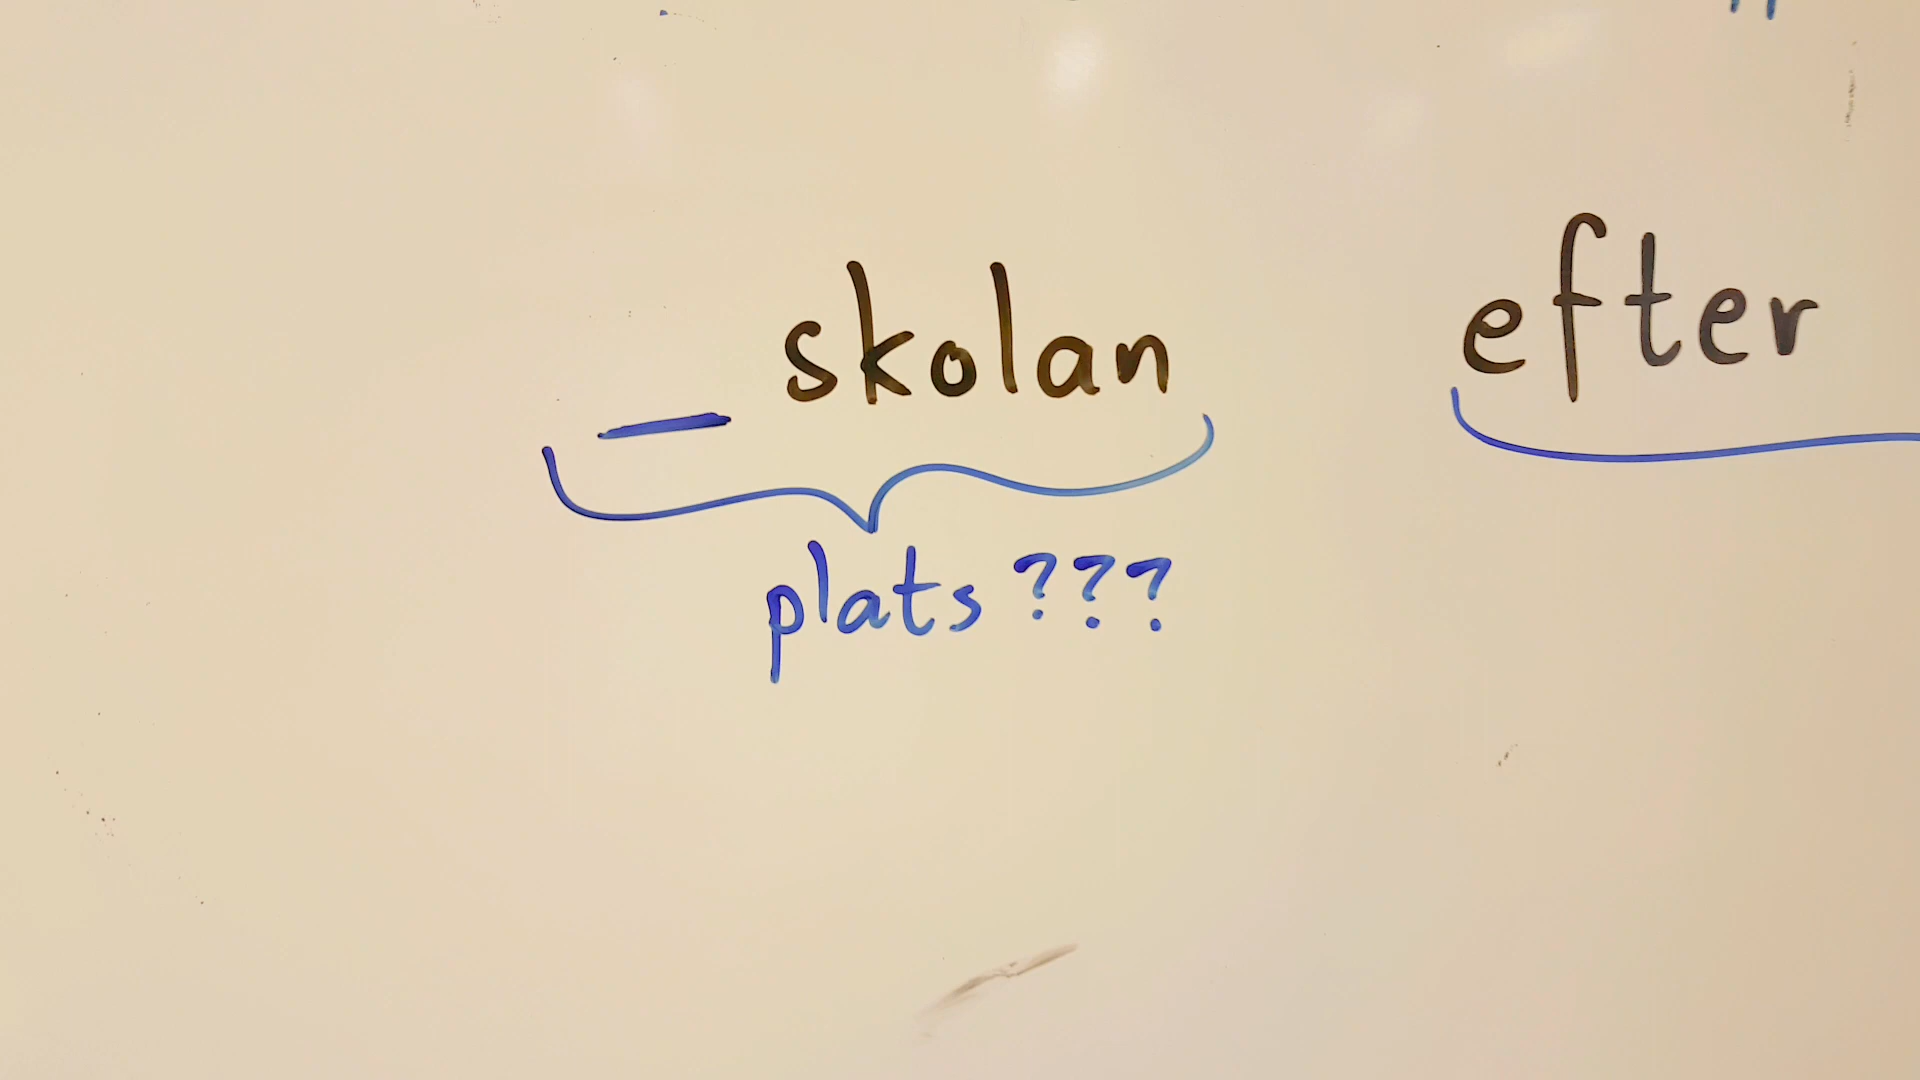 _ skolan efter
plats ???